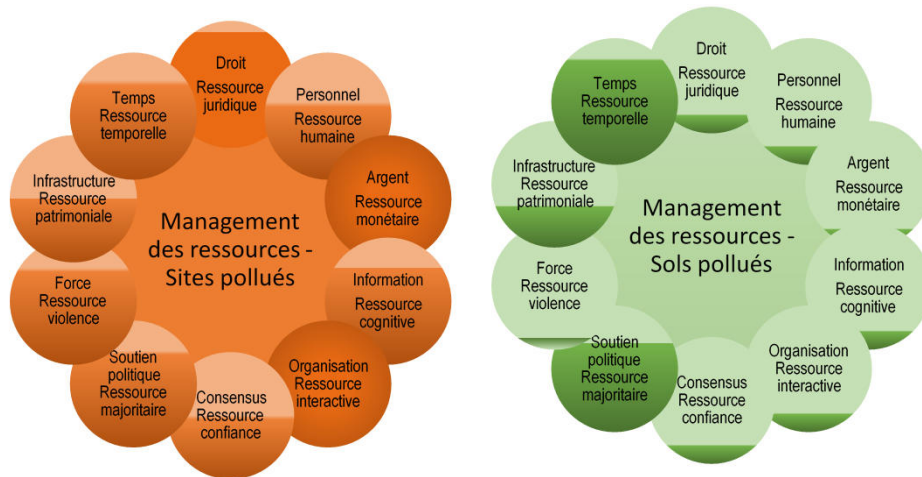 Droit
Ressource
juridique
Personnel
Ressource
humaine
Argent
Ressource
monétaire
Information
Ressource
cognitive
Organisation
Ressource
interactive
Consensus
Ressource
confiance
Soutien
politique
Ressource
majoritaire
Force
Ressource
violence
Infrastructure
Ressource
patrimoniale
Temps
Ressource
temporelle
Management
des ressources -
Sites pollués
Droit
Ressource
juridique
Personnel
Ressource
humaine
Argent
Ressource
monétaire
Information
Ressource
cognitive
Organisation
Ressource
interactive
Consensus
Ressource
confiance
Soutien
politique
Ressource
majoritaire
Force
Ressource
violence
Infrastructure
Ressource
patrimoniale
Temps
Ressource
temporelle
Management
des ressources -
Sols pollués